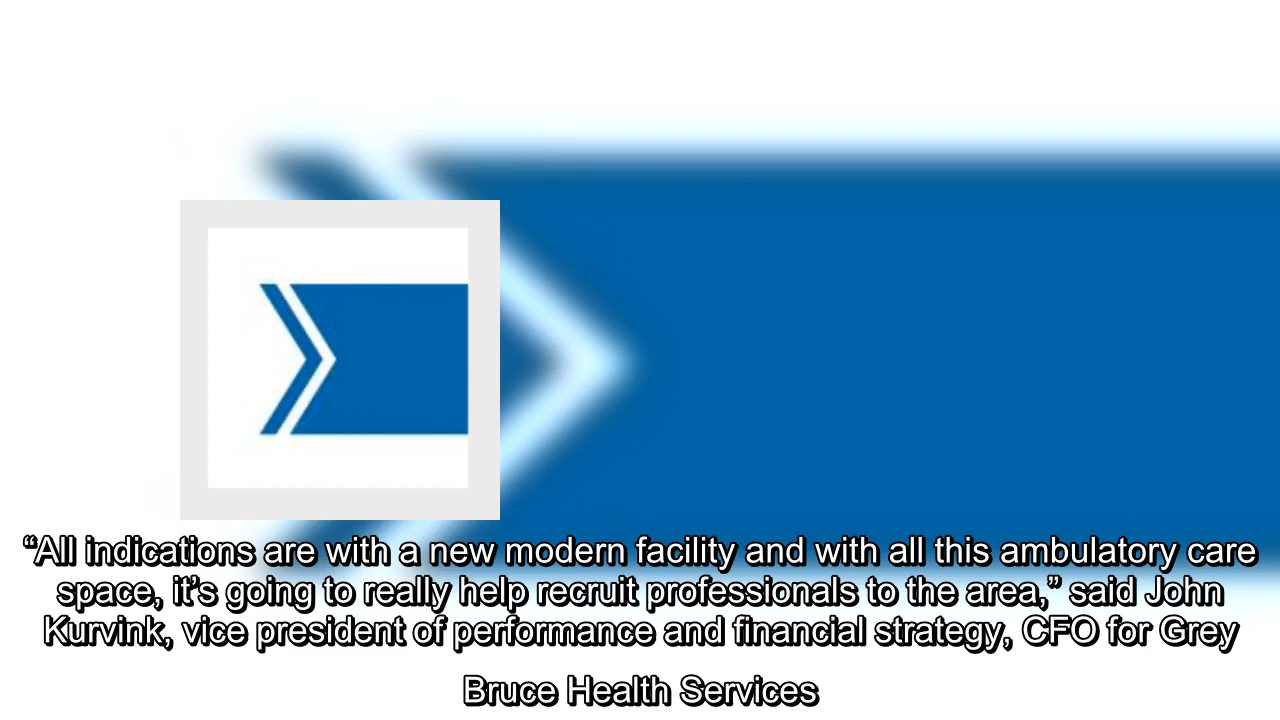 “All indications are with a new modern facility and with all this ambulatory care
space, it’s going to really help recruit professionals to the area,” said John
Kurvink, vice president of performance and financial strategy, CFO for Grey
Bruce Health Services